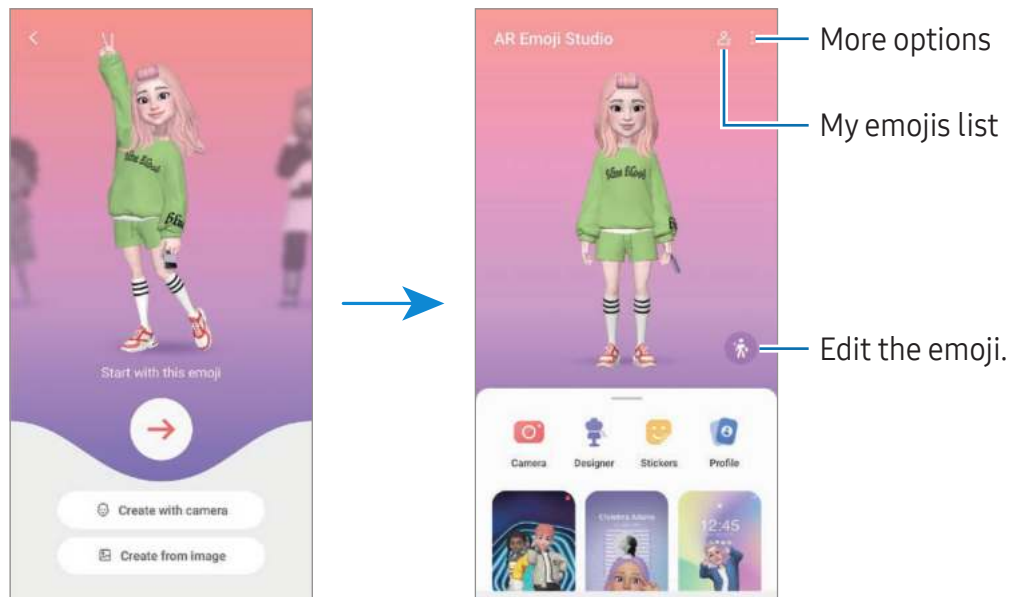 AR Emoji Studio
More options
My emojis list
Edit the emoji.
Start with this emoji
Create with camera
Create from image
Camera
Designer
Stickers
Profile
12:45